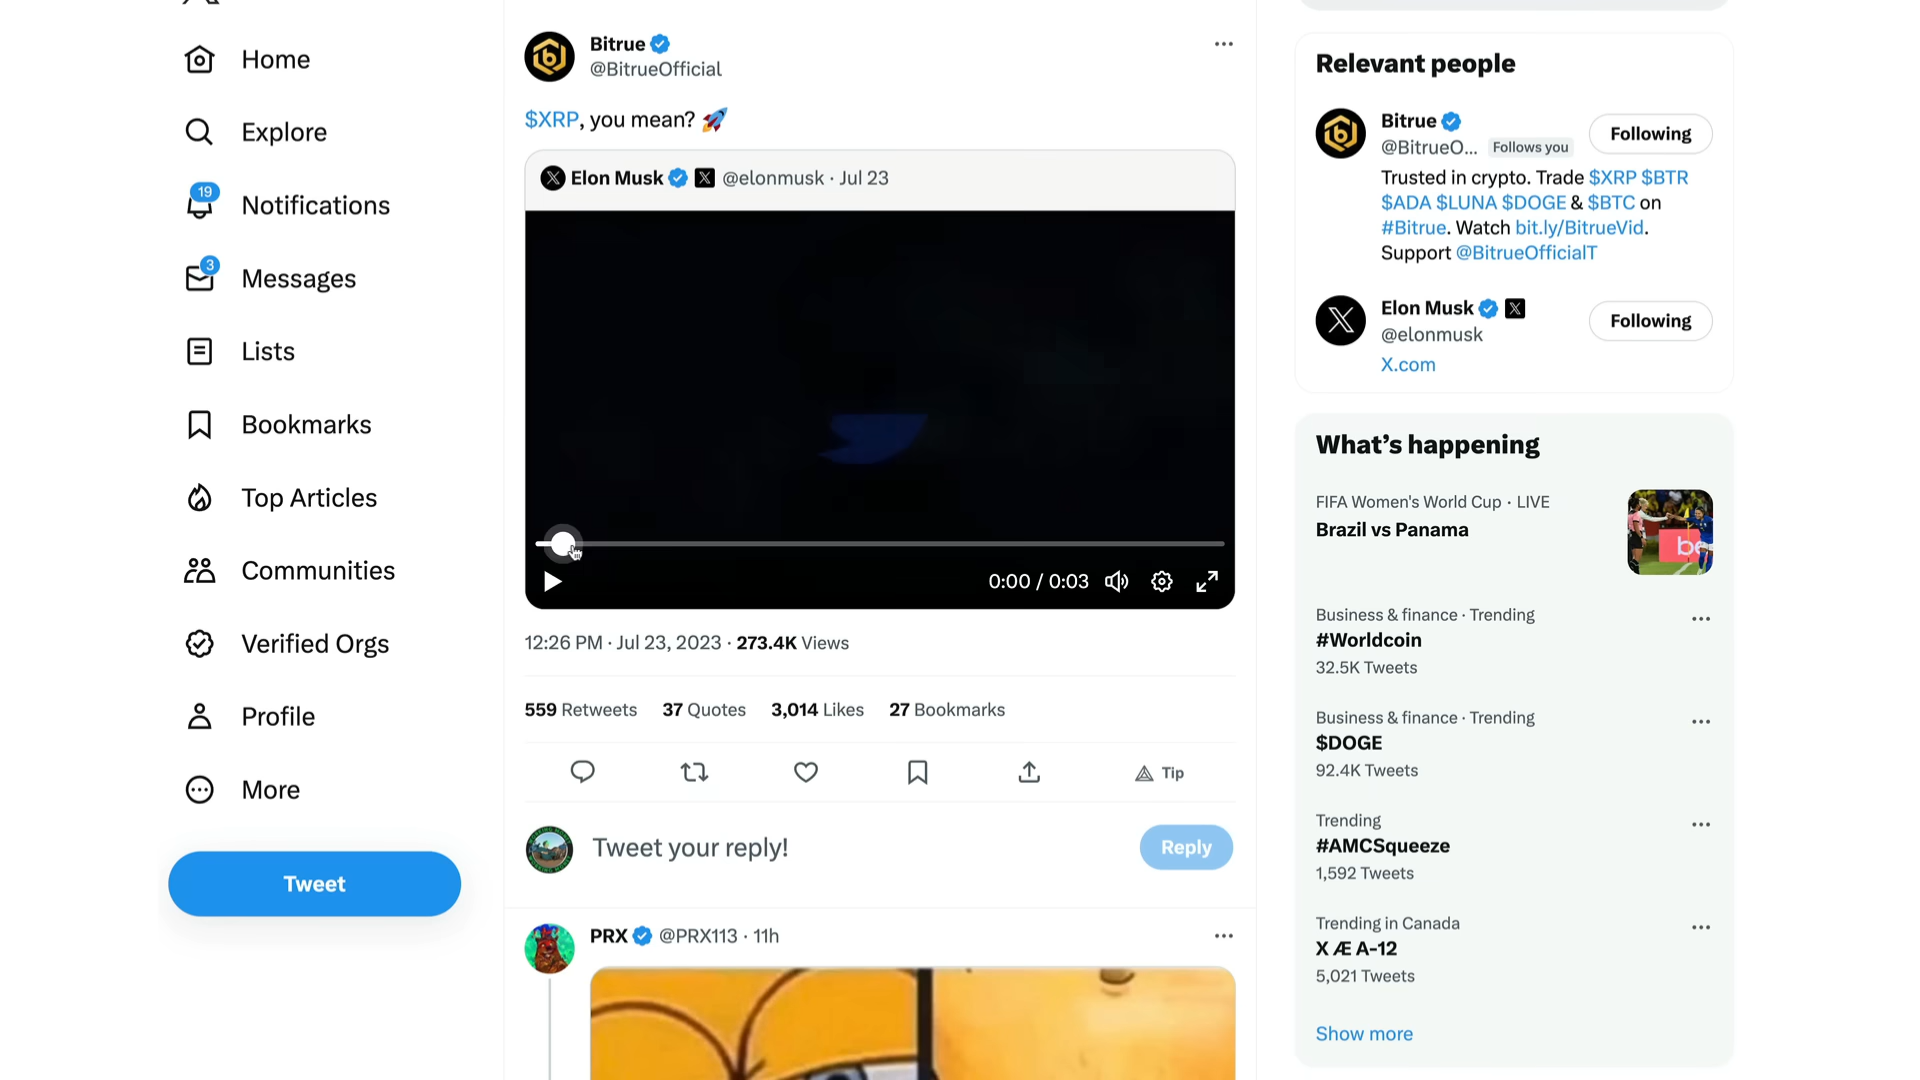 Home
Explore
19
Notifications
3
Messages
Lists
Bookmarks
Top Articles
Communities
Verified Orgs
Profile
More
Tweet
Bitrue
@BitrueOfficial
$XRP, you mean? 🚀
Elon Musk @elonmusk · Jul 23
0:00 / 0:03
12:26 PM · Jul 23, 2023 · 273.4K Views
559 Retweets 37 Quotes 3,014 Likes 27 Bookmarks
Tip
Tweet your reply!
Reply
PRX @PRX113 · 11h
Relevant people
Bitrue
@BitrueO... Follows you
Following
Trusted in crypto. Trade $XRP $BTR
$ADA $LUNA $DOGE & $BTC on
#Bitrue. Watch bit.ly/BitrueVid.
Support @BitrueOfficialT
Elon Musk
@elonmusk
Following
X.com
What's happening
FIFA Women's World Cup · LIVE
Brazil vs Panama
be
Business & finance · Trending
#Worldcoin
32.5K Tweets
Business & finance · Trending
$DOGE
92.4K Tweets
Trending
#AMCSqueeze
1,592 Tweets
Trending in Canada
X Æ A-12
5,021 Tweets
Show more